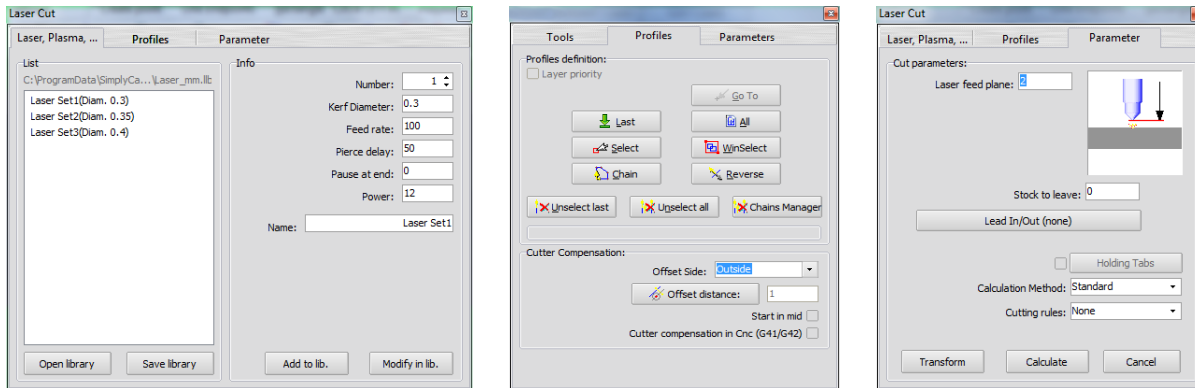 Laser Cut
Laser, Plasma, ...
Profiles
Parameter
List
C:\ProgramData\SimplyCa...\Laser_mm.llb
Laser Set1(Diam. 0.3)
Laser Set2(Diam. 0.35)
Laser Set3(Diam. 0.4)
Open library
Save library
Info
Number: 1
Kerf Diameter: 0.3
Feed rate: 100
Pierce delay: 50
Pause at end: 0
Power: 12
Name: Laser Set1
Add to lib.
Modify in lib.
Tools
Profiles
Parameters
Profiles definition:
Layer priority
Go To
Last
All
Select
WinSelect
Chain
Reverse
Unselect last
Unselect all
Chains Manager
Cutter Compensation:
Offset Side: Outside
Offset distance: 1
Start in mid
Cutter compensation in Cnc (G41/G42)
Laser Cut
Laser, Plasma, ...
Profiles
Parameter
Cut parameters:
Laser feed plane: 2
Stock to leave: 0
Lead In/Out (none)
Holding Tabs
Calculation Method: Standard
Cutting rules: None
Transform
Calculate
Cancel